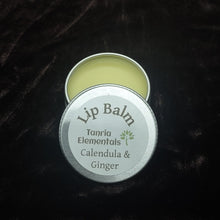 Lip Balm
Tanria
Elementals
Calendula &
Ginger